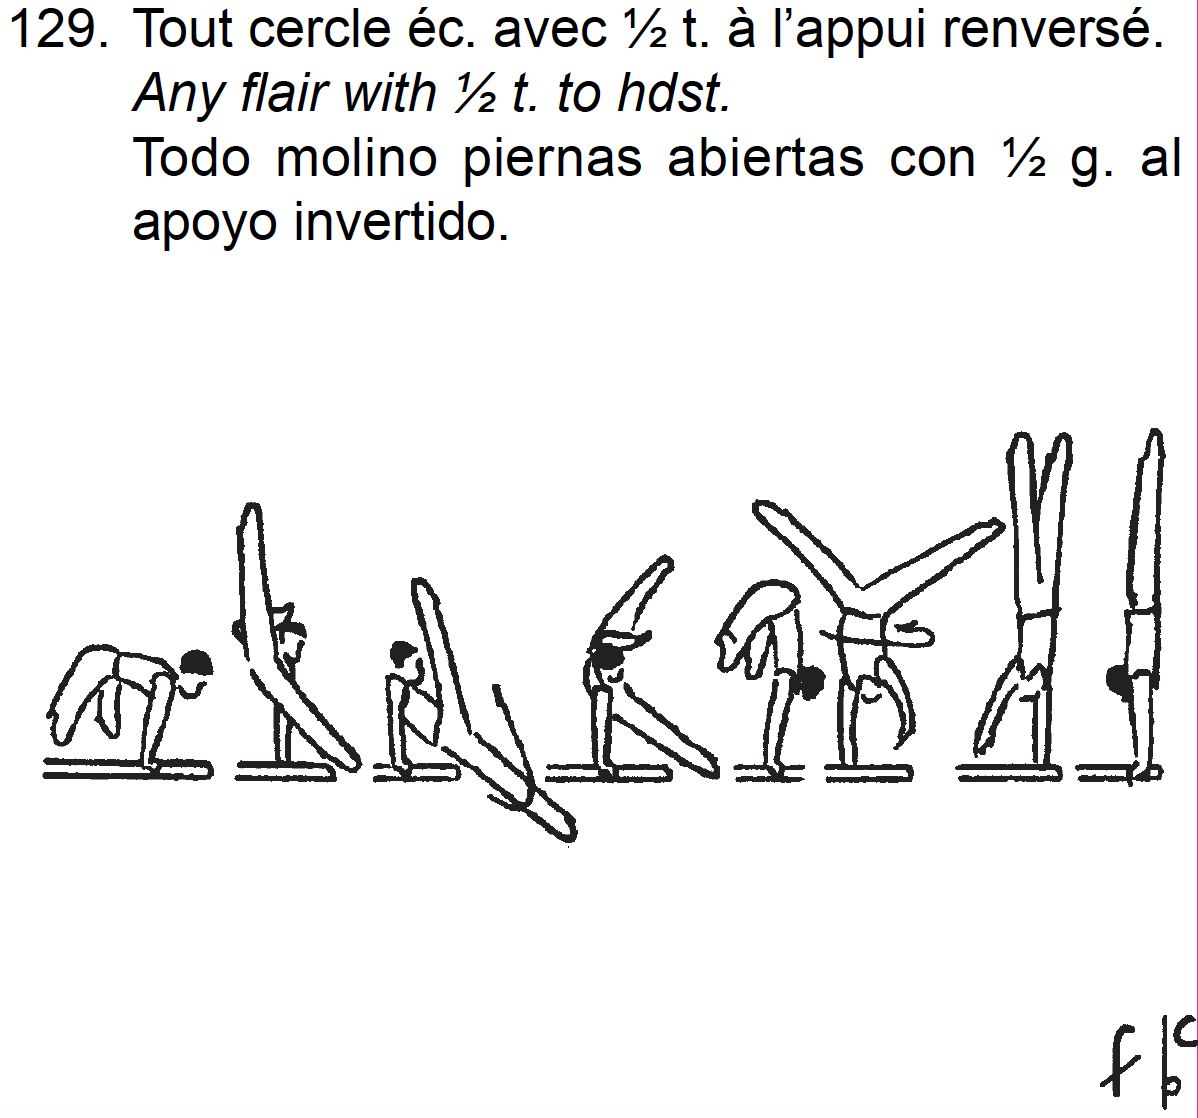 129. Tout cercle éc. avec ½ t. à l’appui renversé.
Any flair with ½ t. to hdst.
Todo molino piernas abiertas con ½ g. al
apoyo invertido.